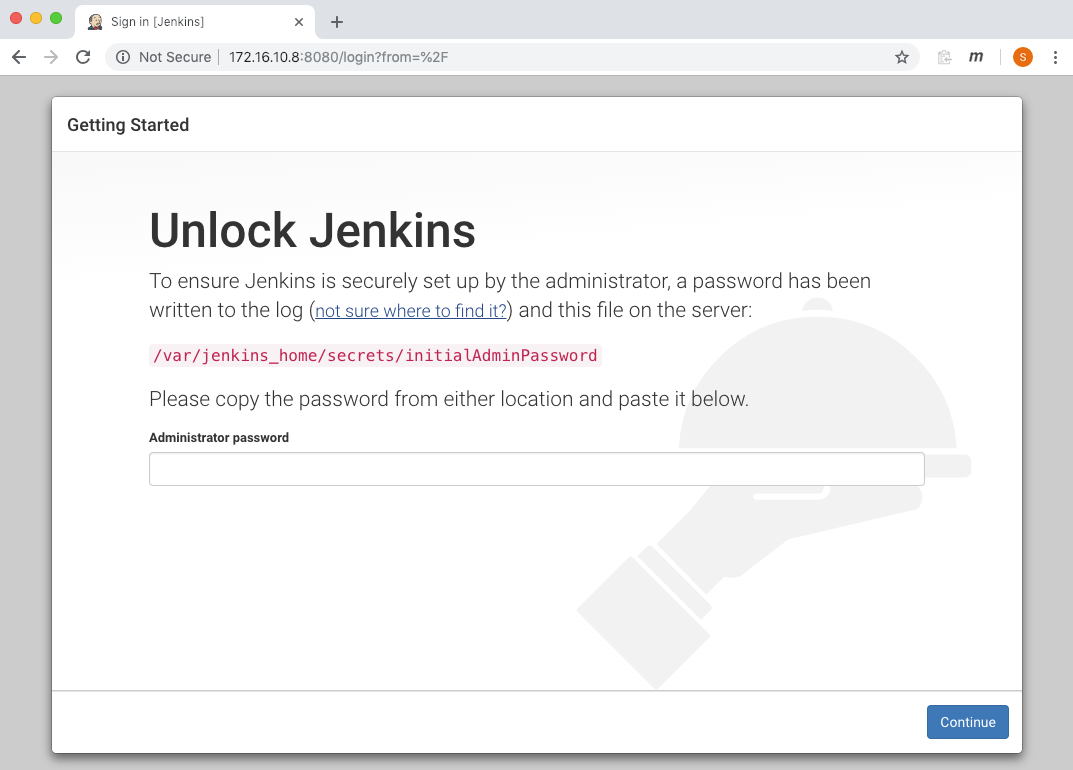 Sign in [Jenkins]
Not Secure | 172.16.10.8:8080/login?from=%2F
m
S
Getting Started
Unlock Jenkins
To ensure Jenkins is securely set up by the administrator, a password has been
written to the log (not sure where to find it?) and this file on the server:
/var/jenkins_home/secrets/initialAdminPassword
Please copy the password from either location and paste it below.
Administrator password
Continue